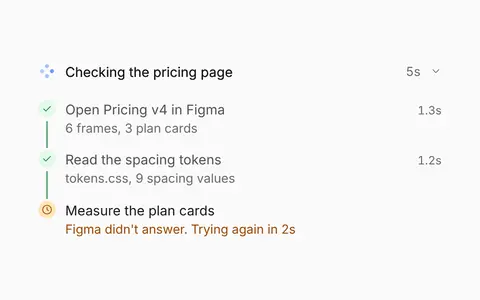 Checking the pricing page 5s
Open Pricing v4 in Figma 1.3s
6 frames, 3 plan cards
Read the spacing tokens 1.2s
tokens.css, 9 spacing values
Measure the plan cards
Figma didn't answer. Trying again in 2s